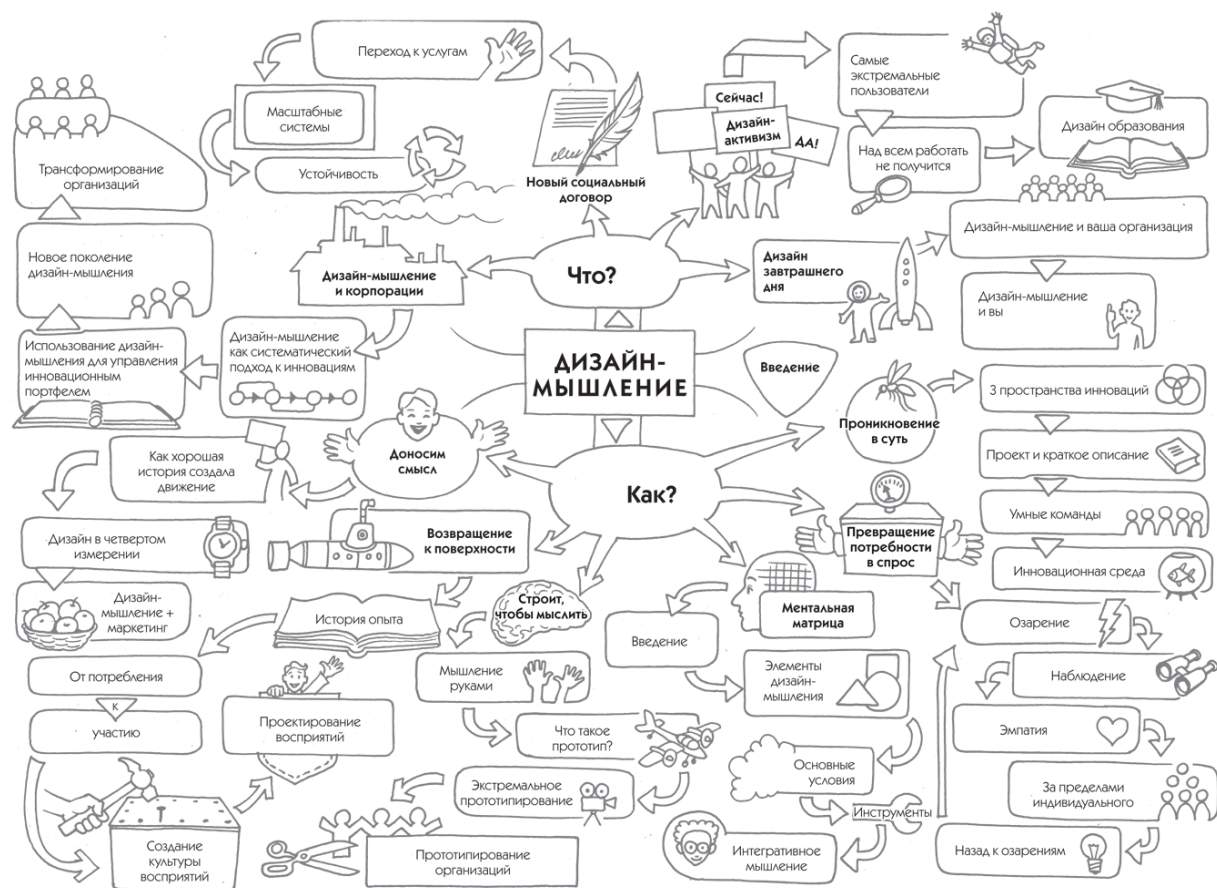 Переход к услугам
Масштабные
системы
Устойчивость
Новый социальный
договор
Сейчас!
Дизайн-
активизм
ДА!
Самые
экстремальные
пользователи
Над всем работать
не получится
Дизайн образования
Трансформирование
организаций
Новое поколение
дизайн-мышления
Использование дизайн-
мышления для управления
инновационным
портфелем
Дизайн-мышление
как систематический
подход к инновациям
Дизайн-мышление
и корпорации
Что?
Дизайн
завтрашнего
дня
Дизайн-мышление и ваша организация
Дизайн-мышление
и вы
ДИЗАЙН-
МЫШЛЕНИЕ
Введение
Как?
Проникновение
в суть
3 пространства инноваций
Проект и краткое описание
Умные команды
Инновационная среда
Доносим
смысл
Как хорошая
история создала
движение
Дизайн в четвертом
измерении
Дизайн-
мышление +
маркетинг
От потребления
к
участию
Создание
культуры
восприятий
Проектирование
восприятий
История опыта
Возвращение
к поверхности
Строит,
чтобы мыслить
Мышление
руками
Что такое
прототип?
Экстремальное
прототипирование
Прототипирование
организаций
Ментальная
матрица
Введение
Элементы
дизайн-
мышления
Основные
условия
Инструменты
Интегративное
мышление
Превращение
потребности
в спрос
Озарение
Наблюдение
Эмпатия
За пределами
индивидуального
Назад к озарениям